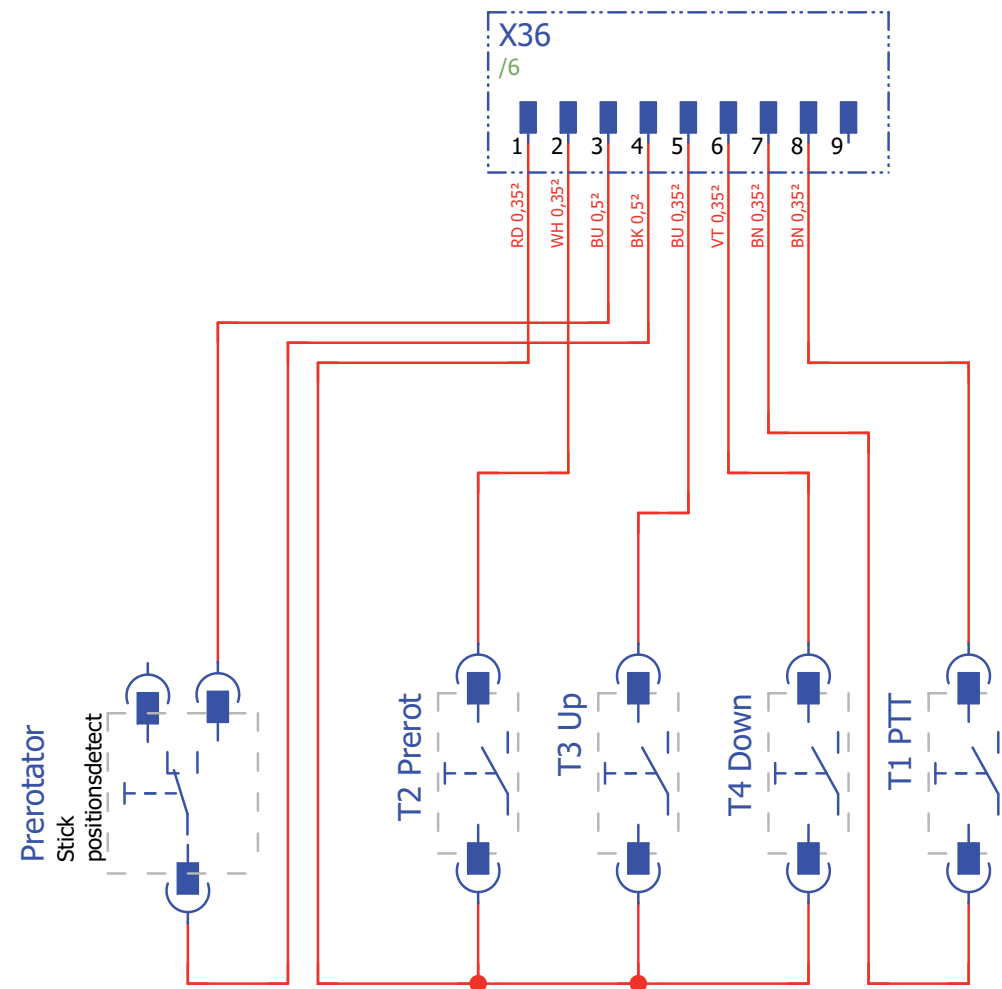 X36
/6
1 2 3 4 5 6 7 8 9
RD 0,35²
WH 0,35²
BU 0,5²
BK 0,5²
BU 0,35²
VT 0,35²
BN 0,35²
BN 0,35²
Prerotator
Stick
positionsdetect
T2 Prerot
T3 Up
T4 Down
T1 PTT